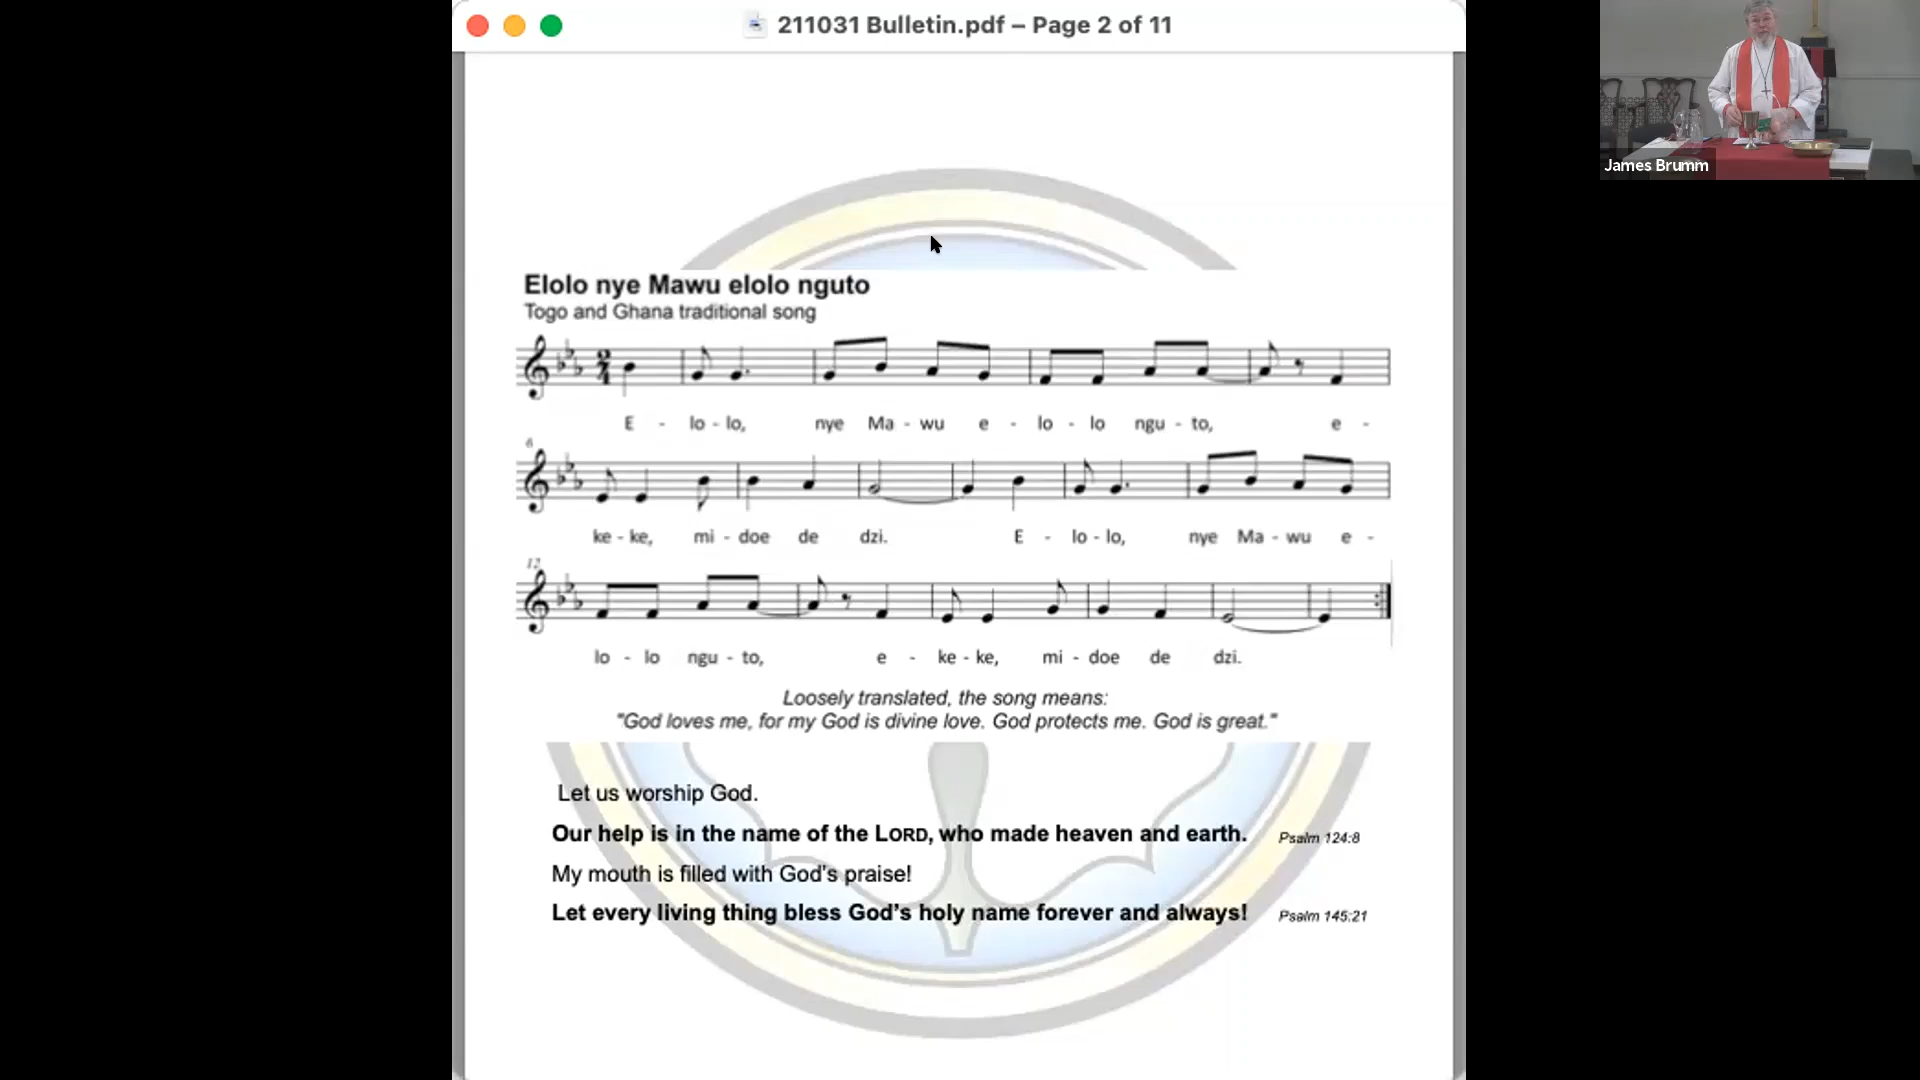 211031 Bulletin.pdf – Page 2 of 11
James Brumm
Elolo nye Mawu elolo nguto
Togo and Ghana traditional song
2
4
E - lo - lo, nye Ma - wu e - lo - lo ngu - to, e -
6
ke - ke, mi - doe de dzi. E - lo - lo, nye Ma - wu e -
12
lo - lo ngu - to, e - ke - ke, mi - doe de dzi.
Loosely translated, the song means:
"God loves me, for my God is divine love. God protects me. God is great."
Let us worship God.
Our help is in the name of the LORD, who made heaven and earth. Psalm 124:8
My mouth is filled with God's praise!
Let every living thing bless God's holy name forever and always! Psalm 145:21